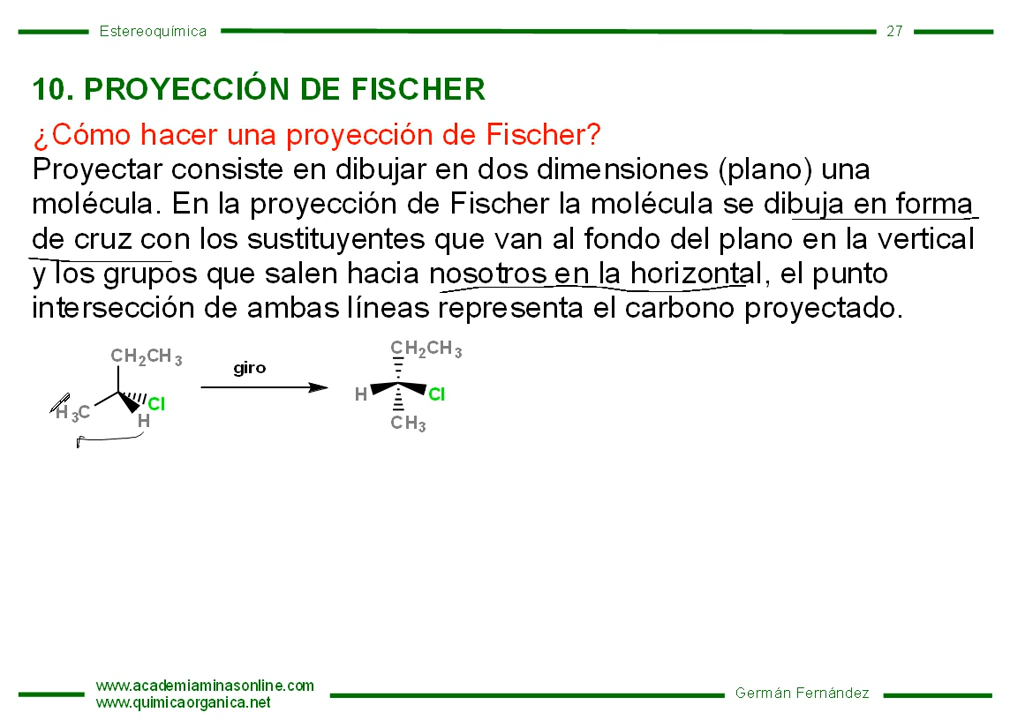 Estereoquímica 27
10. PROYECCIÓN DE FISCHER
¿Cómo hacer una proyección de Fischer?
Proyectar consiste en dibujar en dos dimensiones (plano) una
molécula. En la proyección de Fischer la molécula se dibuja en forma
de cruz con los sustituyentes que van al fondo del plano en la vertical
y los grupos que salen hacia nosotros en la horizontal, el punto
intersección de ambas líneas representa el carbono proyectado.
CH2CH3 giro CH2CH3
H3C Cl H H Cl
CH3
www.academiaminasonline.com
www.quimicaorganica.net
Germán Fernández